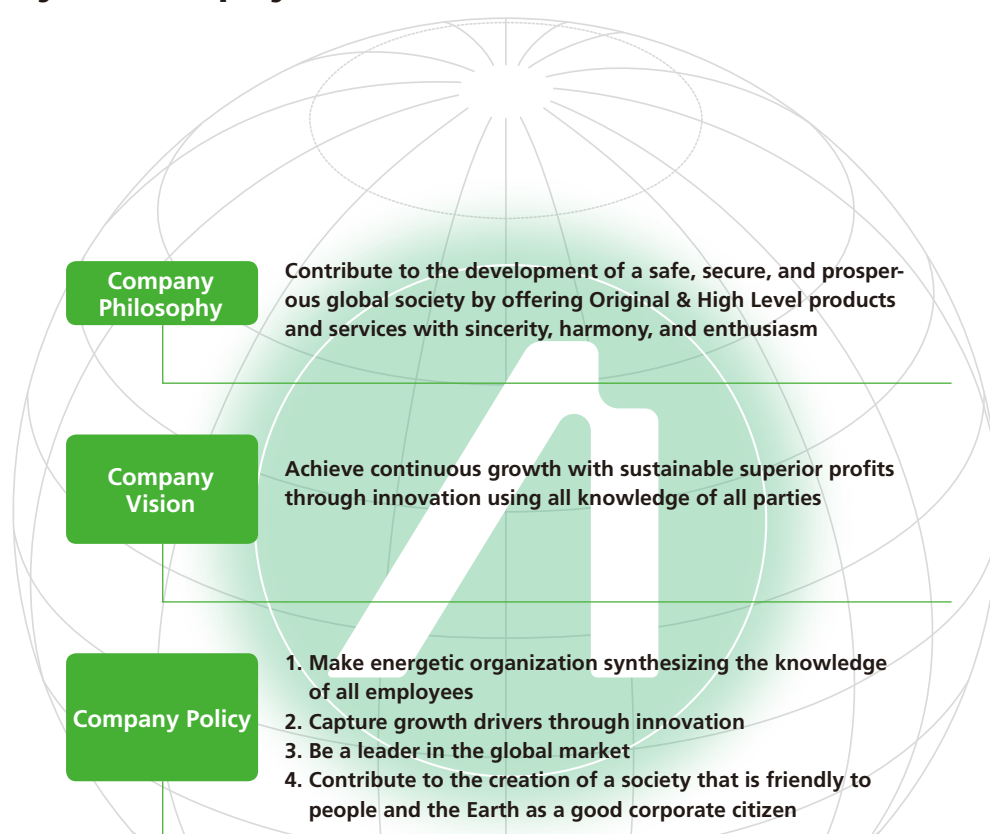 Company
Philosophy
Contribute to the development of a safe, secure, and prosper-
ous global society by offering Original & High Level products
and services with sincerity, harmony, and enthusiasm
Company
Vision
Achieve continuous growth with sustainable superior profits
through innovation using all knowledge of all parties
Company Policy
1. Make energetic organization synthesizing the knowledge
of all employees
2. Capture growth drivers through innovation
3. Be a leader in the global market
4. Contribute to the creation of a society that is friendly to
people and the Earth as a good corporate citizen